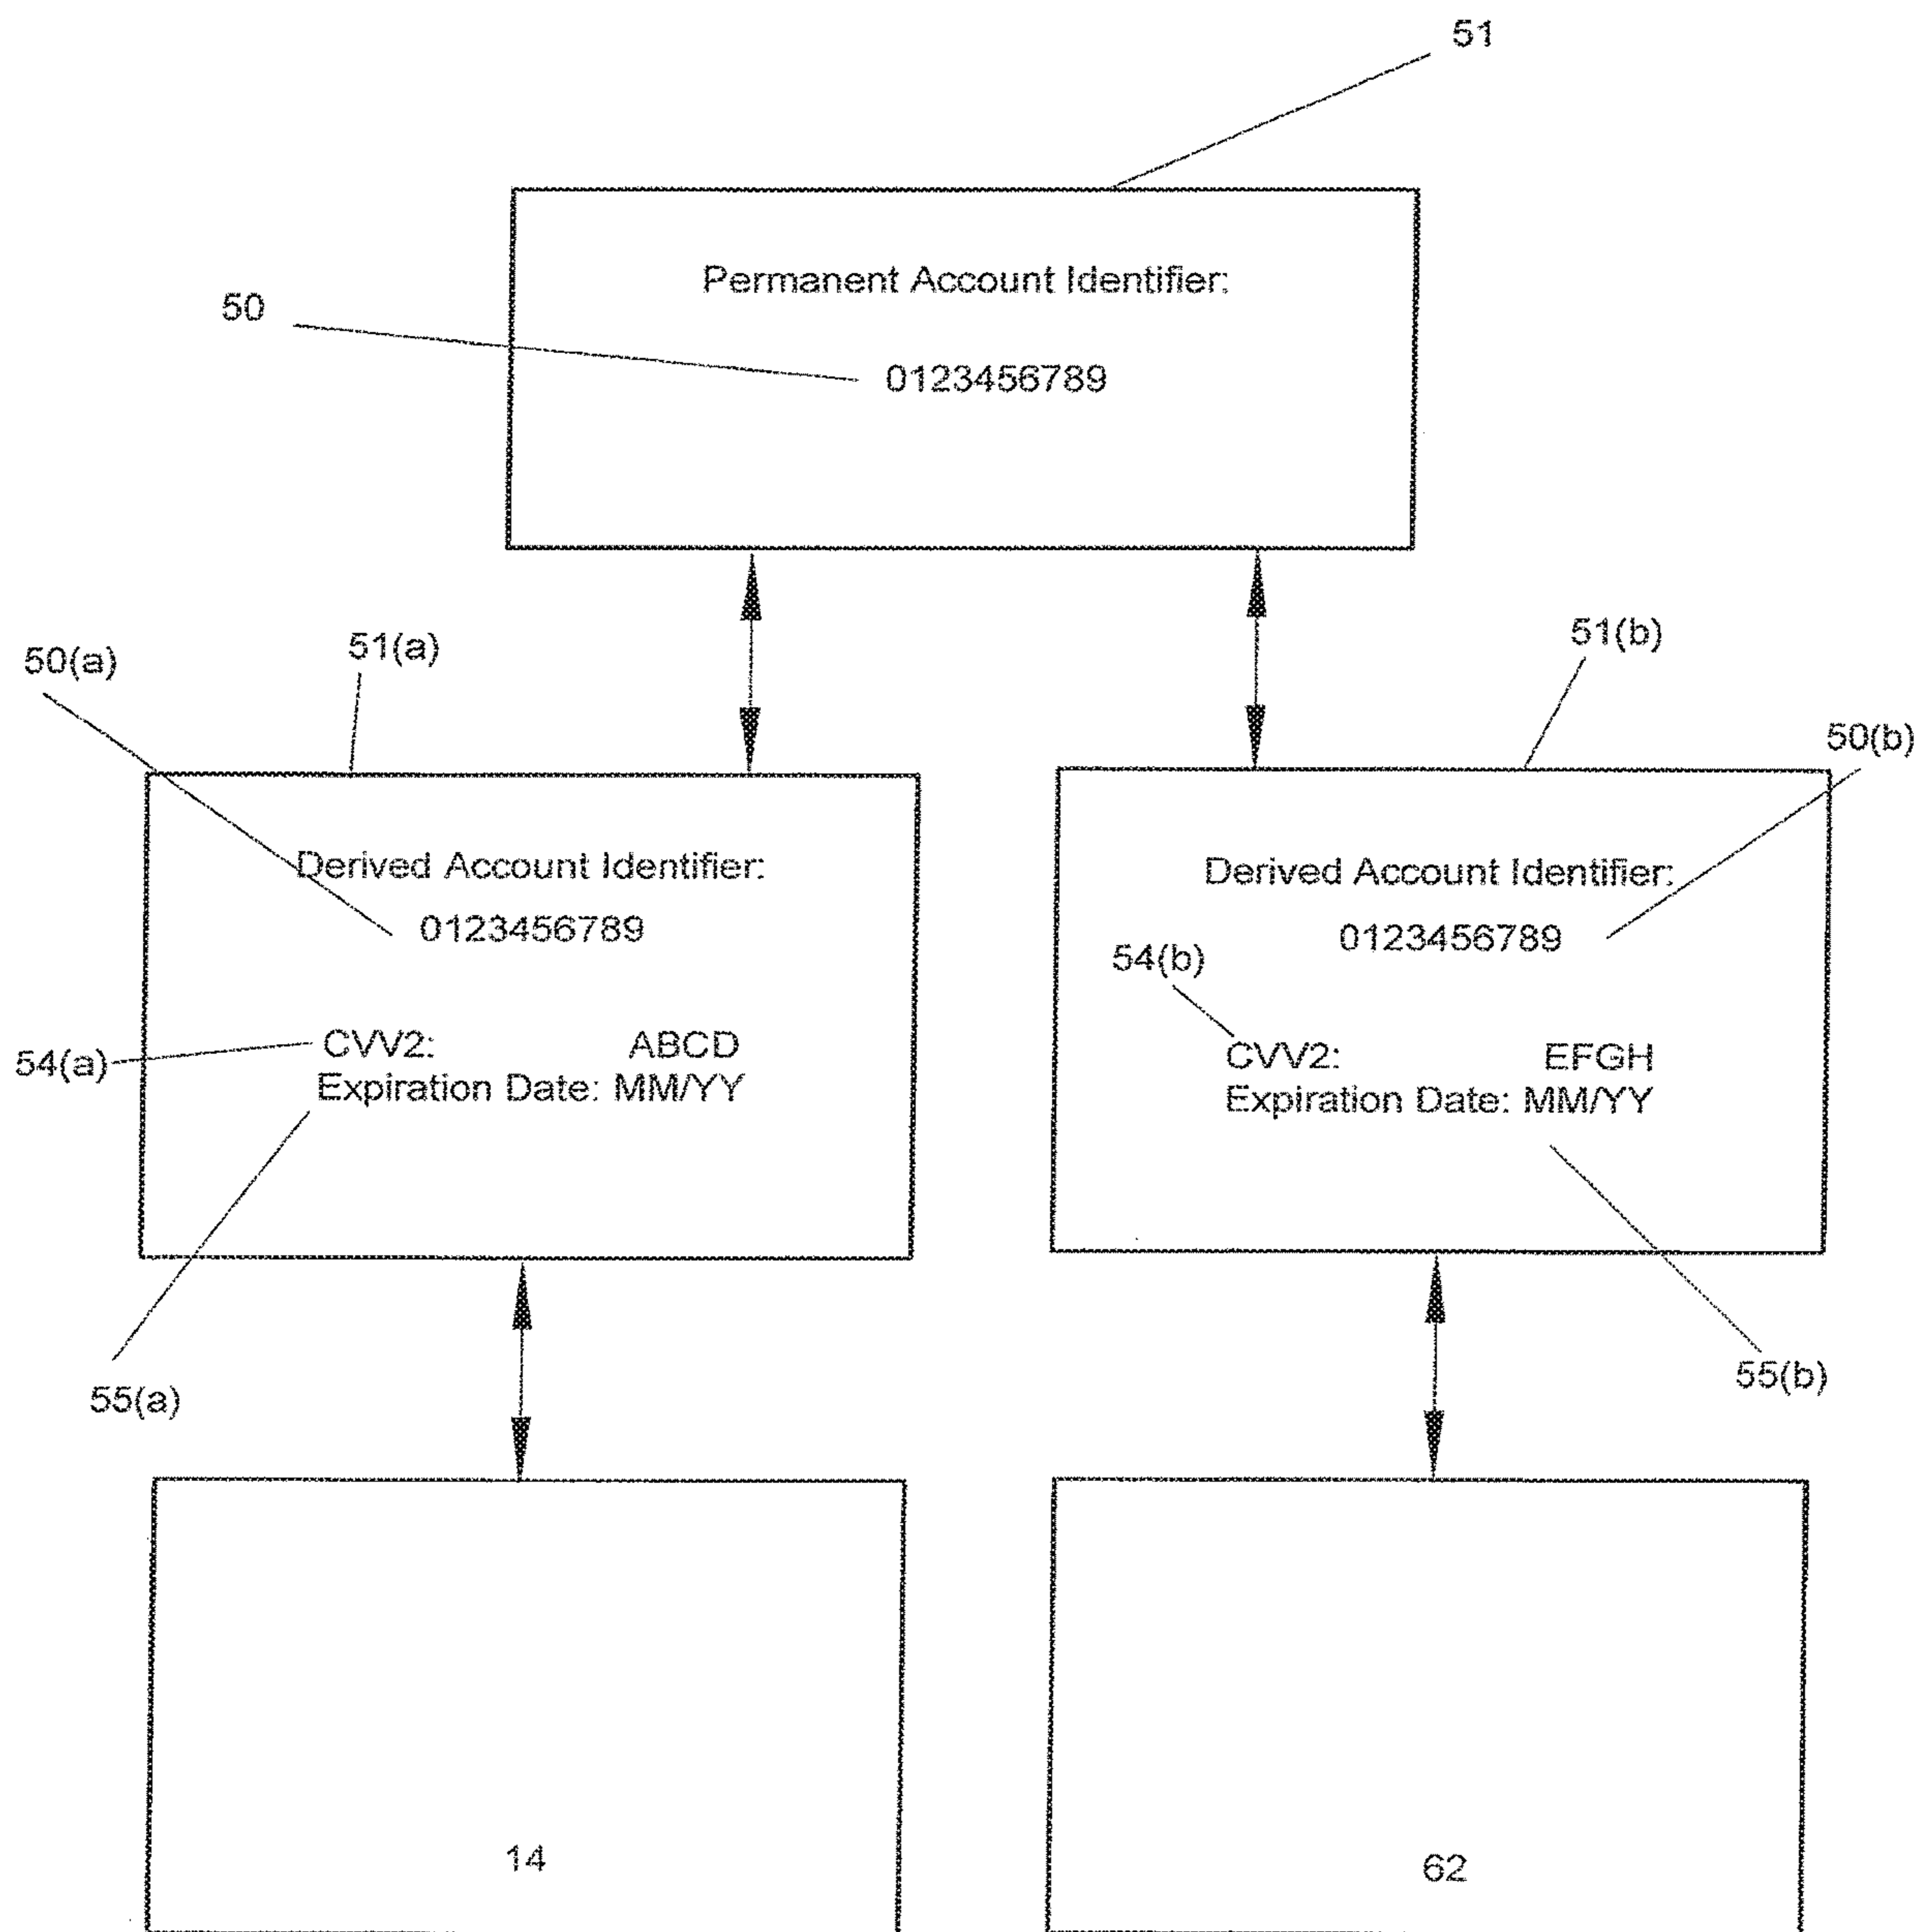 51
Permanent Account Identifier:
50
0123456789
50(a)
51(a)
51(b)
50(b)
Derived Account Identifier:
0123456789
54(a)
CVV2: ABCD
Expiration Date: MM/YY
55(a)
Derived Account Identifier:
0123456789
54(b)
CVV2: EFGH
Expiration Date: MM/YY
55(b)
14
62